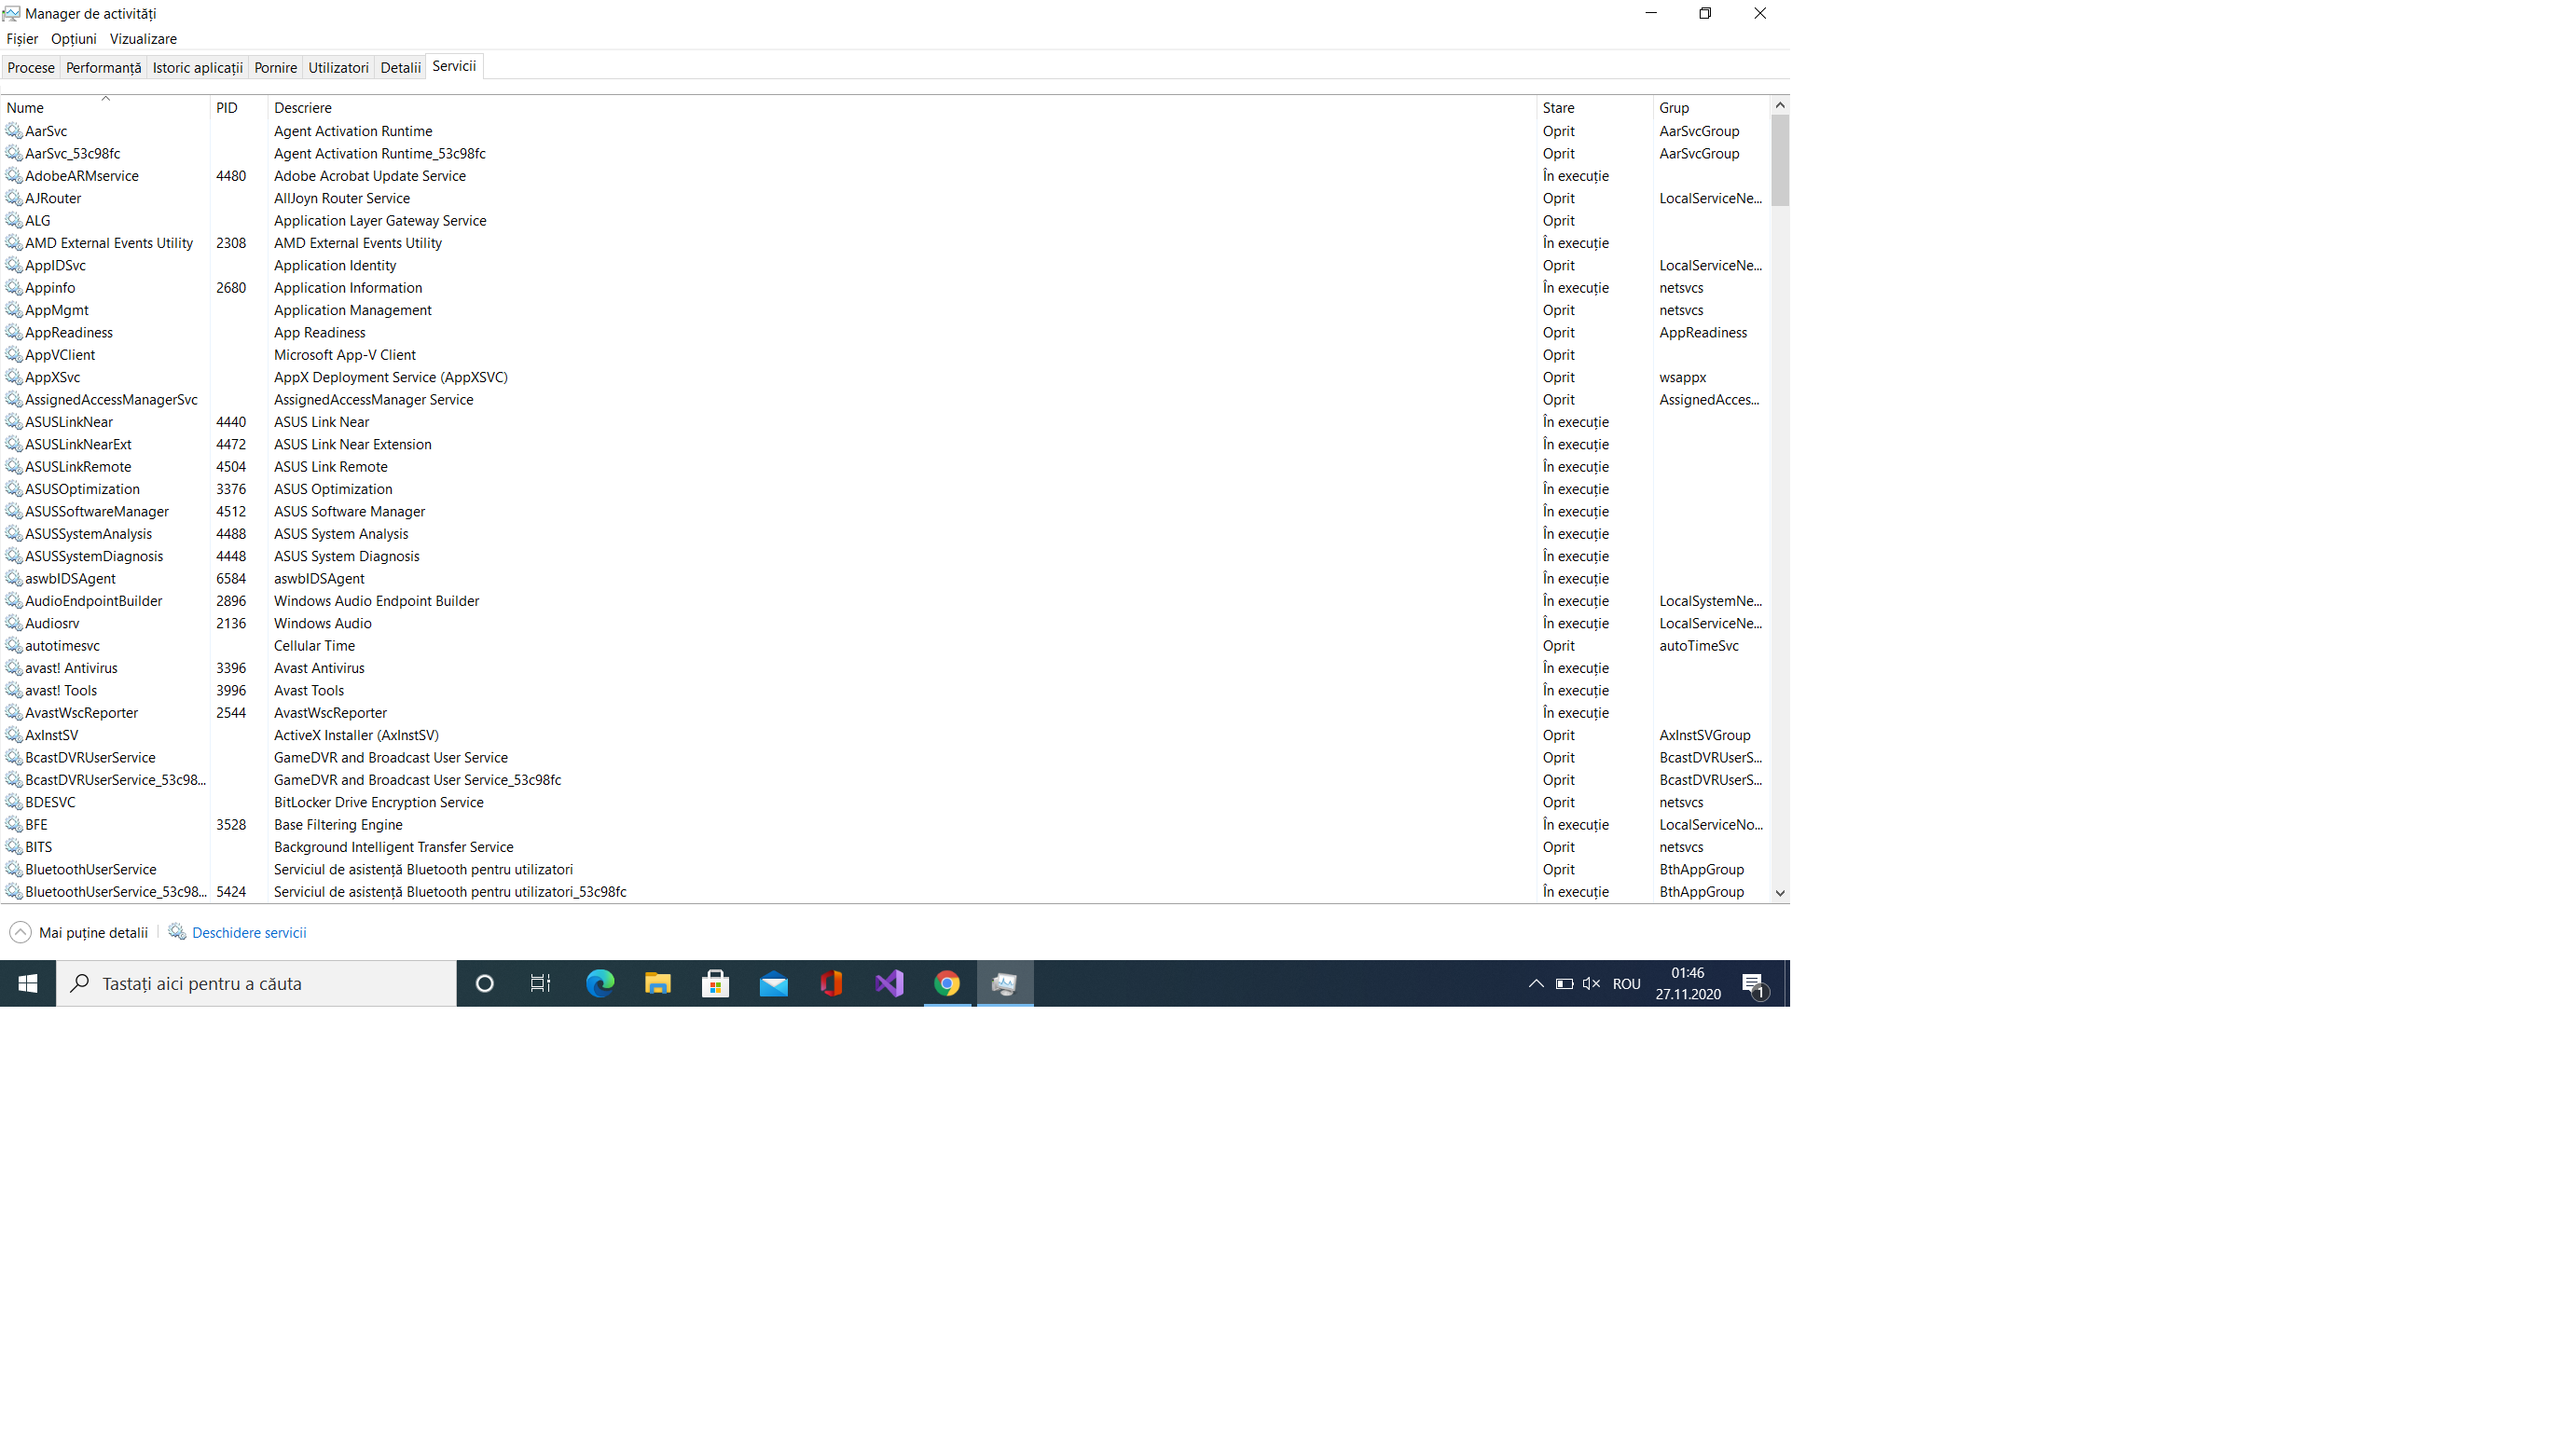 Manager de activități
Fișier Opțiuni Vizualizare
Procese Performanță Istoric aplicații Pornire Utilizatori Detalii Servicii
Nume PID Descriere Stare Grup
AarSvc Agent Activation Runtime Oprit AarSvcGroup
AarSvc_53c98fc Agent Activation Runtime_53c98fc Oprit AarSvcGroup
AdobeARMservice 4480 Adobe Acrobat Update Service În execuție
AJRouter AllJoyn Router Service Oprit LocalServiceNe...
ALG Application Layer Gateway Service Oprit
AMD External Events Utility 2308 AMD External Events Utility În execuție
AppIDSvc Application Identity Oprit LocalServiceNe...
Appinfo 2680 Application Information În execuție netsvcs
AppMgmt Application Management Oprit netsvcs
AppReadiness App Readiness Oprit AppReadiness
AppVClient Microsoft App-V Client Oprit
AppXSvc AppX Deployment Service (AppXSVC) Oprit wsappx
AssignedAccessManagerSvc AssignedAccessManager Service Oprit AssignedAcces...
ASUSLinkNear 4440 ASUS Link Near În execuție
ASUSLinkNearExt 4472 ASUS Link Near Extension În execuție
ASUSLinkRemote 4504 ASUS Link Remote În execuție
ASUSOptimization 3376 ASUS Optimization În execuție
ASUSSoftwareManager 4512 ASUS Software Manager În execuție
ASUSSystemAnalysis 4488 ASUS System Analysis În execuție
ASUSSystemDiagnosis 4448 ASUS System Diagnosis În execuție
aswbIDSAgent 6584 aswbIDSAgent În execuție
AudioEndpointBuilder 2896 Windows Audio Endpoint Builder În execuție LocalSystemNe...
Audiosrv 2136 Windows Audio În execuție LocalServiceNe...
autotimesvc Cellular Time Oprit autoTimeSvc
avast! Antivirus 3396 Avast Antivirus În execuție
avast! Tools 3996 Avast Tools În execuție
AvastWscReporter 2544 AvastWscReporter În execuție
AxInstSV ActiveX Installer (AxInstSV) Oprit AxInstSVGroup
BcastDVRUserService GameDVR and Broadcast User Service Oprit BcastDVRUserS...
BcastDVRUserService_53c98... GameDVR and Broadcast User Service_53c98fc Oprit BcastDVRUserS...
BDESVC BitLocker Drive Encryption Service Oprit netsvcs
BFE 3528 Base Filtering Engine În execuție LocalServiceNo...
BITS Background Intelligent Transfer Service Oprit netsvcs
BluetoothUserService Serviciul de asistență Bluetooth pentru utilizatori Oprit BthAppGroup
BluetoothUserService_53c98... 5424 Serviciul de asistență Bluetooth pentru utilizatori_53c98fc În execuție BthAppGroup
Mai puține detalii Deschidere servicii
Tastați aici pentru a căuta ROU 01:46
27.11.2020 1